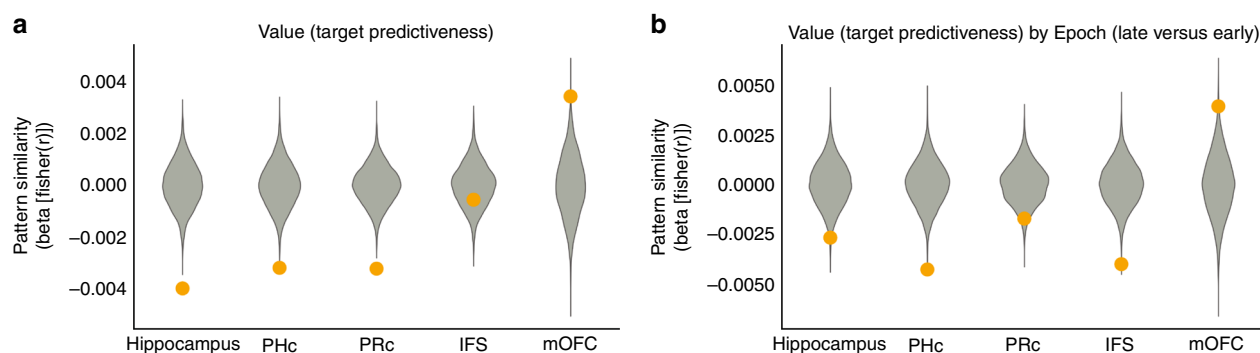 a
Value (target predictiveness)
Pattern similarity
(beta [fisher(r)])
0.004
0.002
0.000
−0.002
−0.004
Hippocampus PHc PRc IFS mOFC
b
Value (target predictiveness) by Epoch (late versus early)
Pattern similarity
(beta [fisher(r)])
0.0050
0.0025
0.0000
−0.0025
−0.0050
Hippocampus PHc PRc IFS mOFC